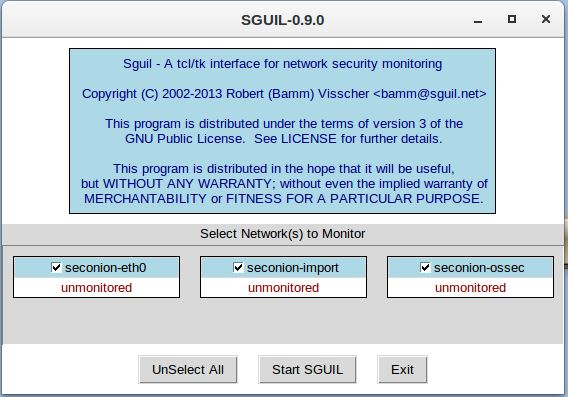 SGUIL-0.9.0
Sguil - A tcl/tk interface for network security monitoring
Copyright (C) 2002-2013 Robert (Bamm) Visscher <bamm@sguil.net>
This program is distributed under the terms of version 3 of the
GNU Public License.  See LICENSE for further details.
This program is distributed in the hope that it will be useful,
but WITHOUT ANY WARRANTY; without even the implied warranty of
MERCHANTABILITY or FITNESS FOR A PARTICULAR PURPOSE.
Select Network(s) to Monitor
seconion-eth0 seconion-import seconion-ossec
unmonitored unmonitored unmonitored
UnSelect All Start SGUIL Exit